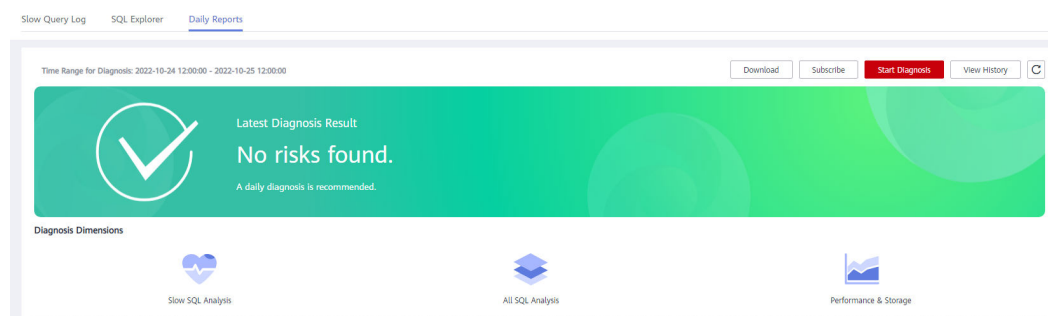 Slow Query Log SQL Explorer Daily Reports
Time Range for Diagnosis: 2022-10-24 12:00:00 - 2022-10-25 12:00:00 Download Subscribe Start Diagnosis View History
Latest Diagnosis Result
No risks found.
A daily diagnosis is recommended.
Diagnosis Dimensions
Slow SQL Analysis All SQL Analysis Performance & Storage